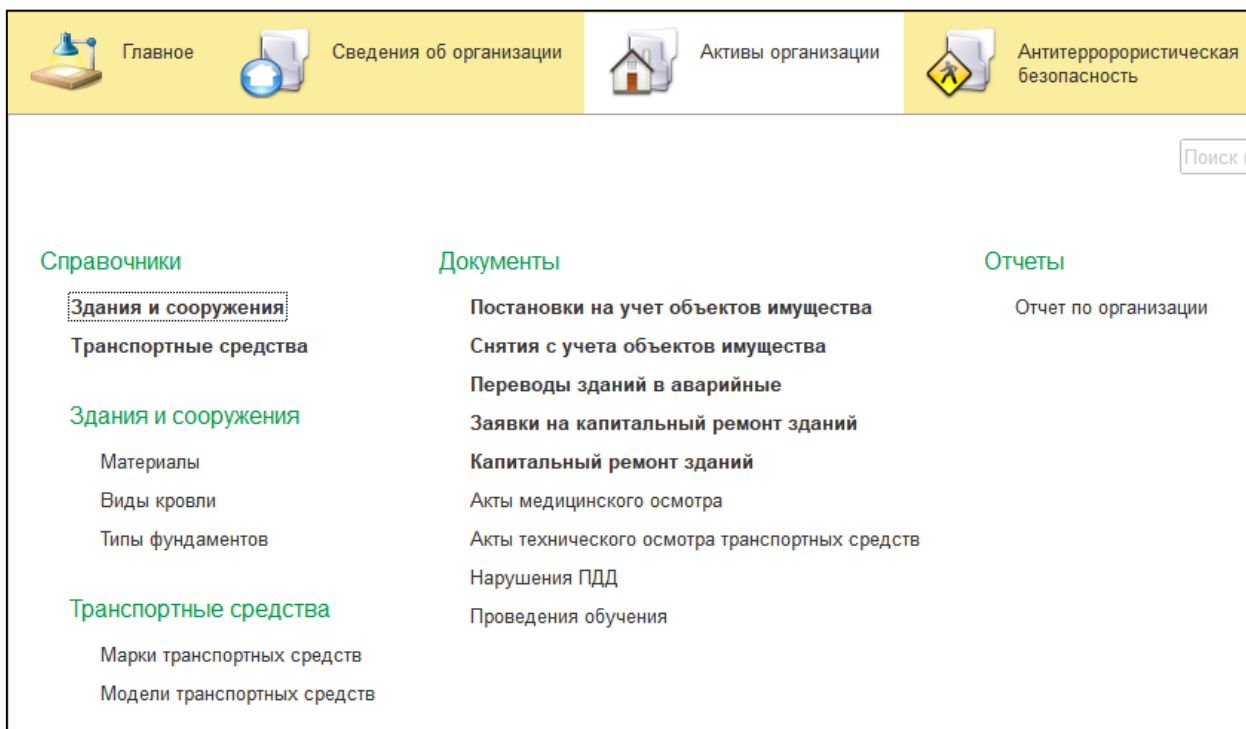 Главное
Сведения об организации
Активы организации
Антитерророристическая
безопасность
Поиск
Справочники
Здания и сооружения
Транспортные средства
Здания и сооружения
Материалы
Виды кровли
Типы фундаментов
Транспортные средства
Марки транспортных средств
Модели транспортных средств
Документы
Постановки на учет объектов имущества
Снятия с учета объектов имущества
Переводы зданий в аварийные
Заявки на капитальный ремонт зданий
Капитальный ремонт зданий
Акты медицинского осмотра
Акты технического осмотра транспортных средств
Нарушения ПДД
Проведения обучения
Отчеты
Отчет по организации